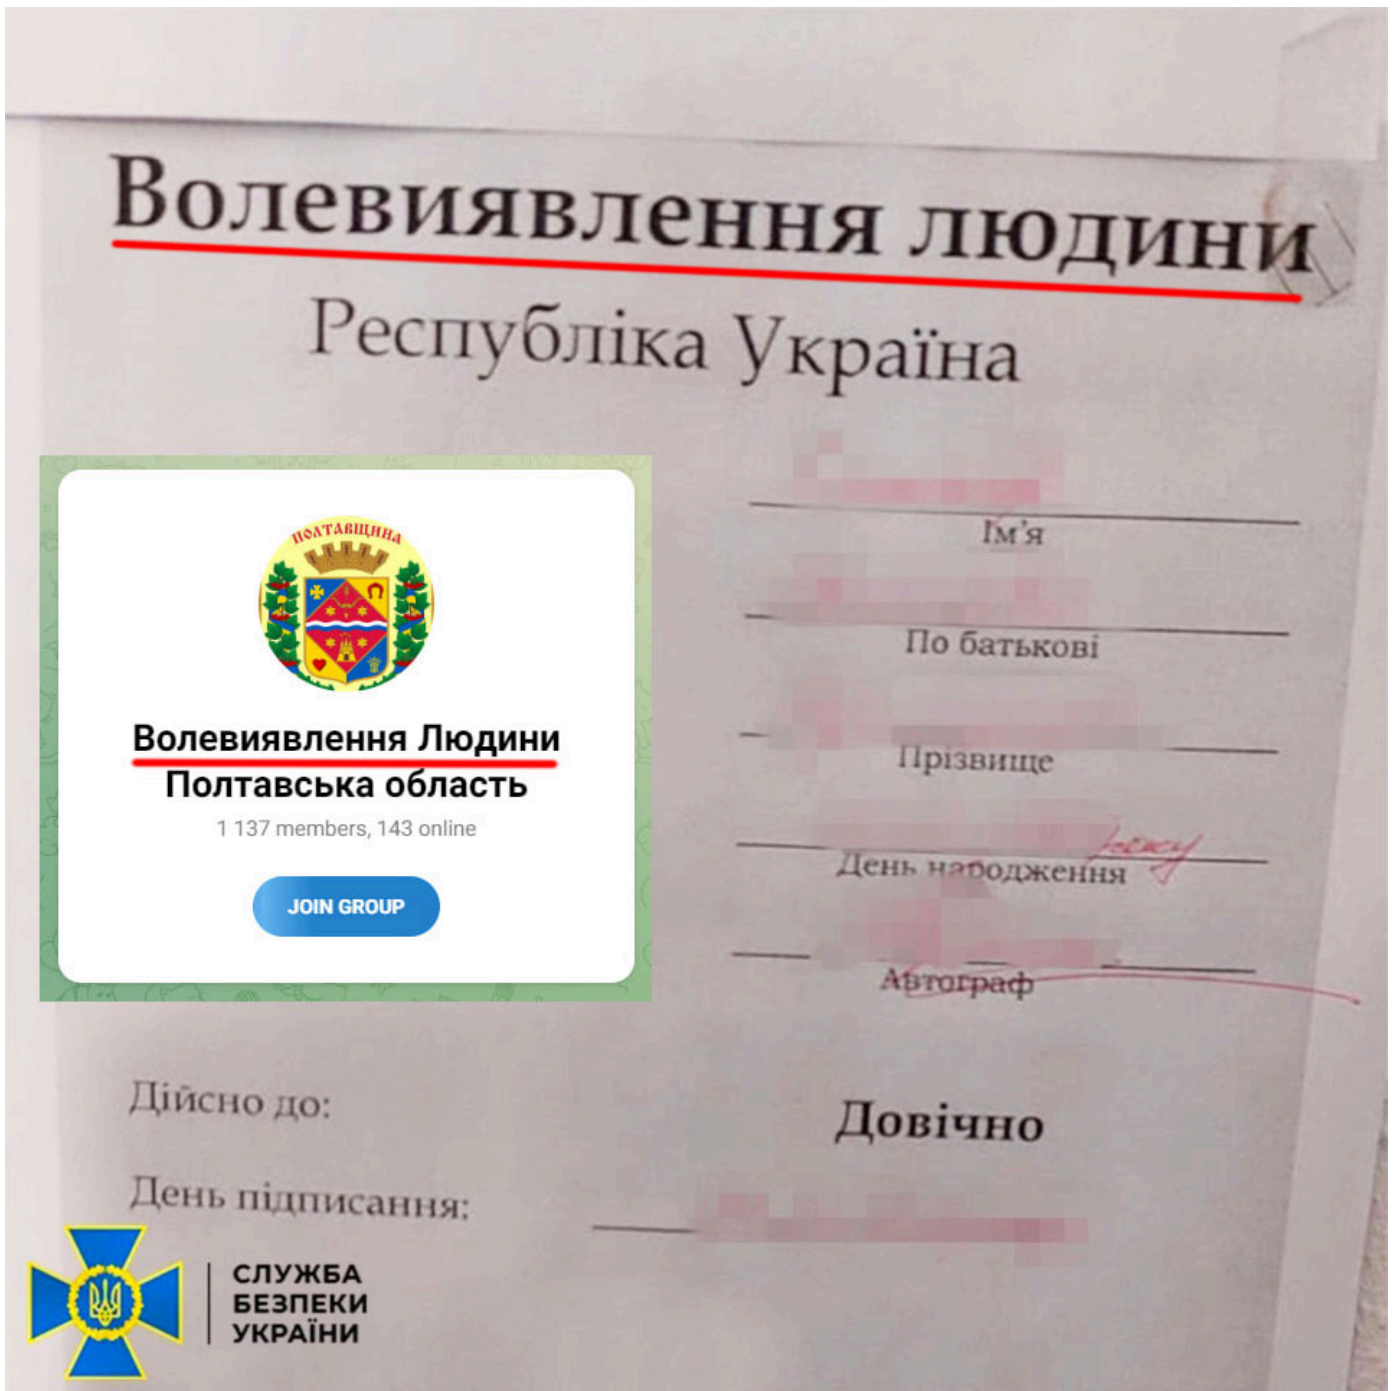 Волевиявлення людини
Республіка Україна
ПОЛТАВЩИНА
Волевиявлення Людини
Полтавська область
1 137 members, 143 online
JOIN GROUP
Ім'я
По батькові
Прізвище
День народження
Автограф
Дійсно до:
Довічно
День підписання:
СЛУЖБА
БЕЗПЕКИ
УКРАЇНИ